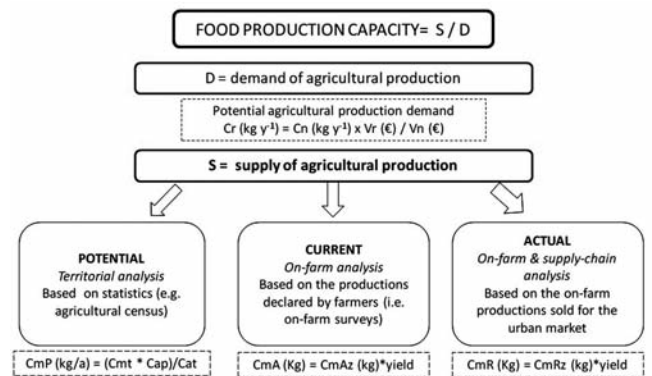 FOOD PRODUCTION CAPACITY= S / D
D = demand of agricultural production
Potential agricultural production demand
Cr (kg y⁻¹) = Cn (kg y⁻¹) x Vr (€) / Vn (€)
S = supply of agricultural production
POTENTIAL
Territorial analysis
Based on statistics (e.g.
agricultural census)
CmP (kg/a) = (Cmt * Cap)/Cat
CURRENT
On-farm analysis
Based on the productions
declared by farmers (i.e.
on-farm surveys)
CmA (Kg) = CmAz (kg)*yield
ACTUAL
On-farm & supply-chain
analysis
Based on the on-farm
productions sold for the
urban market
CmR (Kg) = CmRz (kg)*yield